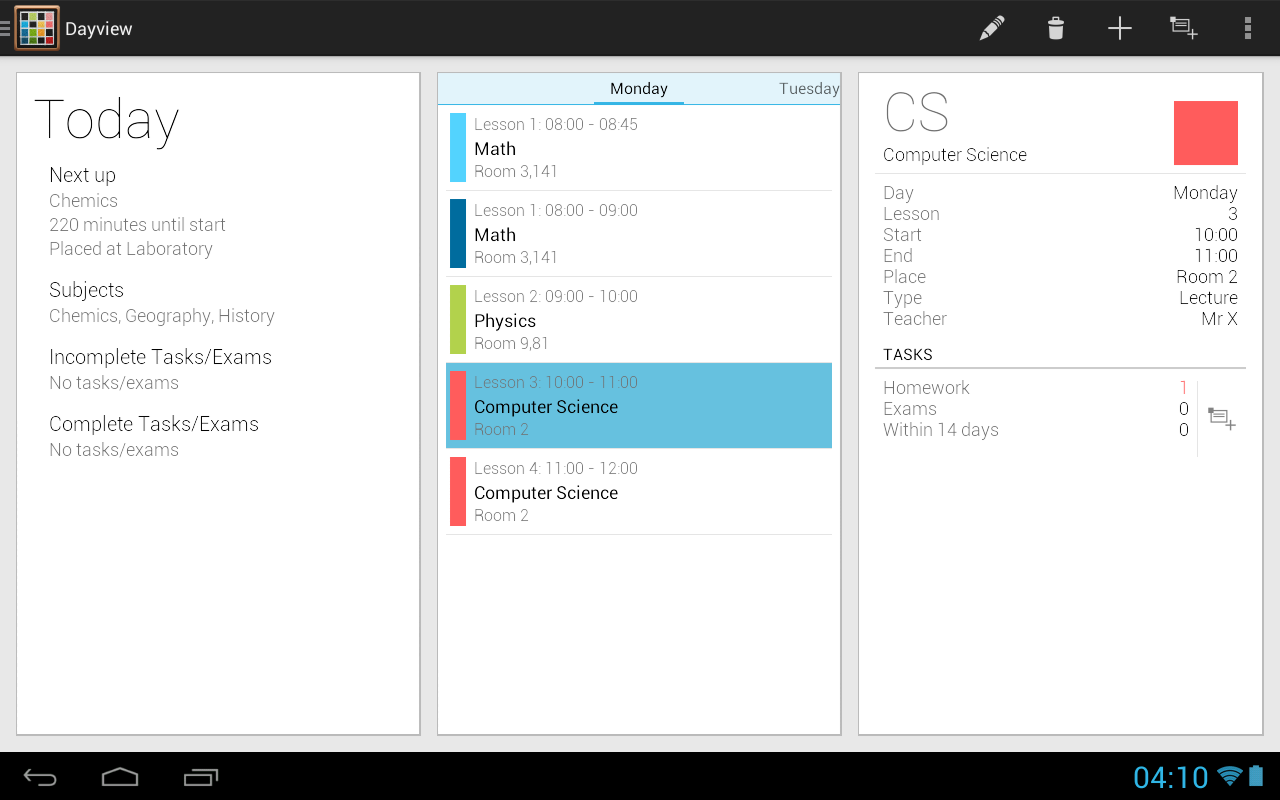 Dayview
Today
Next up
Chemics
220 minutes until start
Placed at Laboratory
Subjects
Chemics, Geography, History
Incomplete Tasks/Exams
No tasks/exams
Complete Tasks/Exams
No tasks/exams
Monday Tuesday
Lesson 1: 08:00 - 08:45
Math
Room 3,141
Lesson 1: 08:00 - 09:00
Math
Room 3,141
Lesson 2: 09:00 - 10:00
Physics
Room 9,81
Lesson 3: 10:00 - 11:00
Computer Science
Room 2
Lesson 4: 11:00 - 12:00
Computer Science
Room 2
CS
Computer Science
Day Monday
Lesson 3
Start 10:00
End 11:00
Place Room 2
Type Lecture
Teacher Mr X
TASKS
Homework 1
Exams 0
Within 14 days 0
04:10